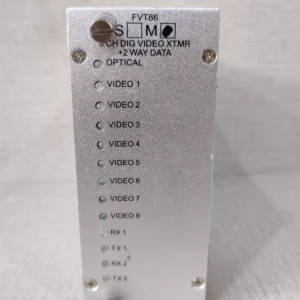 FVT86
S M
8 CH DIG VIDEO XTMR
+2 WAY DATA
OPTICAL
VIDEO 1
VIDEO 2
VIDEO 3
VIDEO 4
VIDEO 5
VIDEO 6
VIDEO 7
VIDEO 8
RX 1
TX 1
RX 2
TX 2